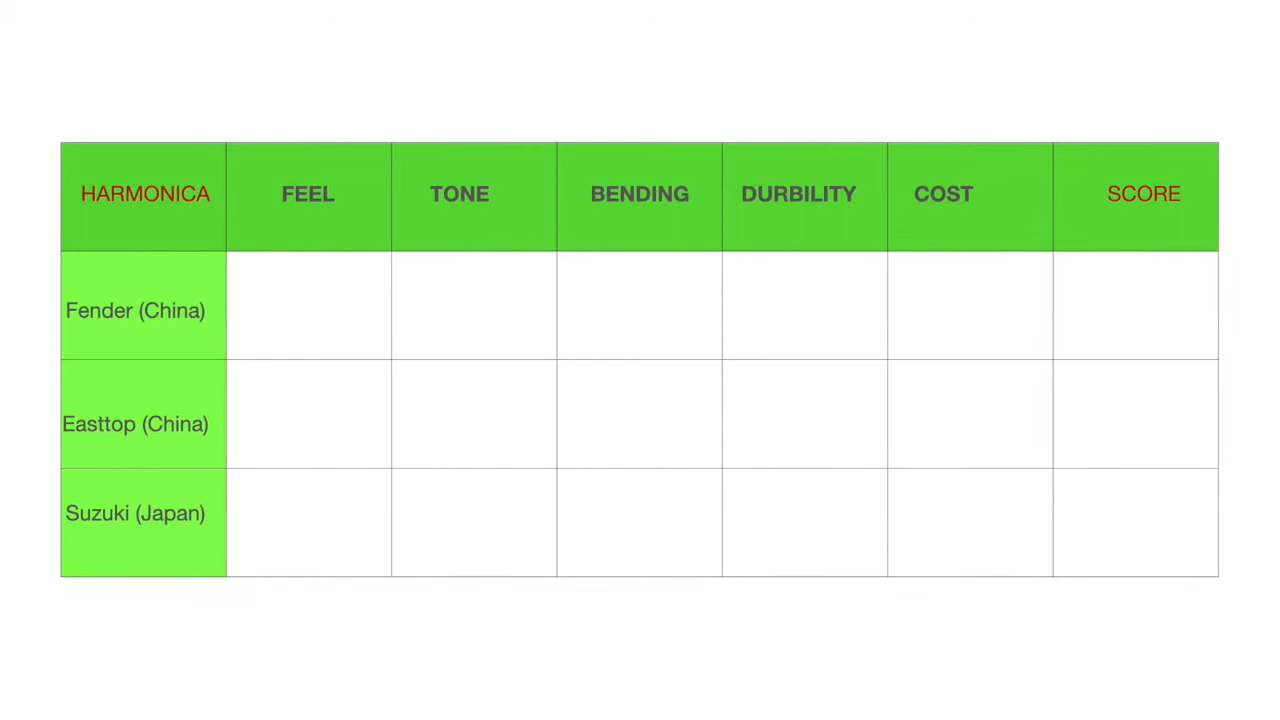 HARMONICA FEEL TONE BENDING DURBILITY COST SCORE
Fender (China)
Easttop (China)
Suzuki (Japan)